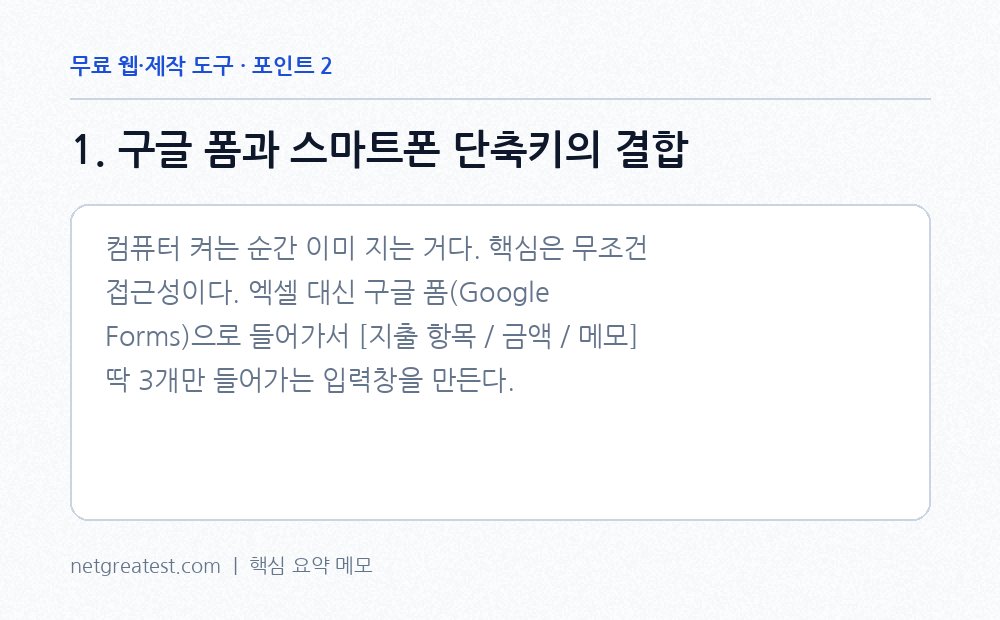 무료 웹·제작 도구 · 포인트 2
1. 구글 폼과 스마트폰 단축키의 결합
컴퓨터 켜는 순간 이미 지는 거다. 핵심은 무조건
접근성이다. 엑셀 대신 구글 폼(Google
Forms)으로 들어가서 [지출 항목 / 금액 / 메모]
딱 3개만 들어가는 입력창을 만든다.
netgreatest.com | 핵심 요약 메모